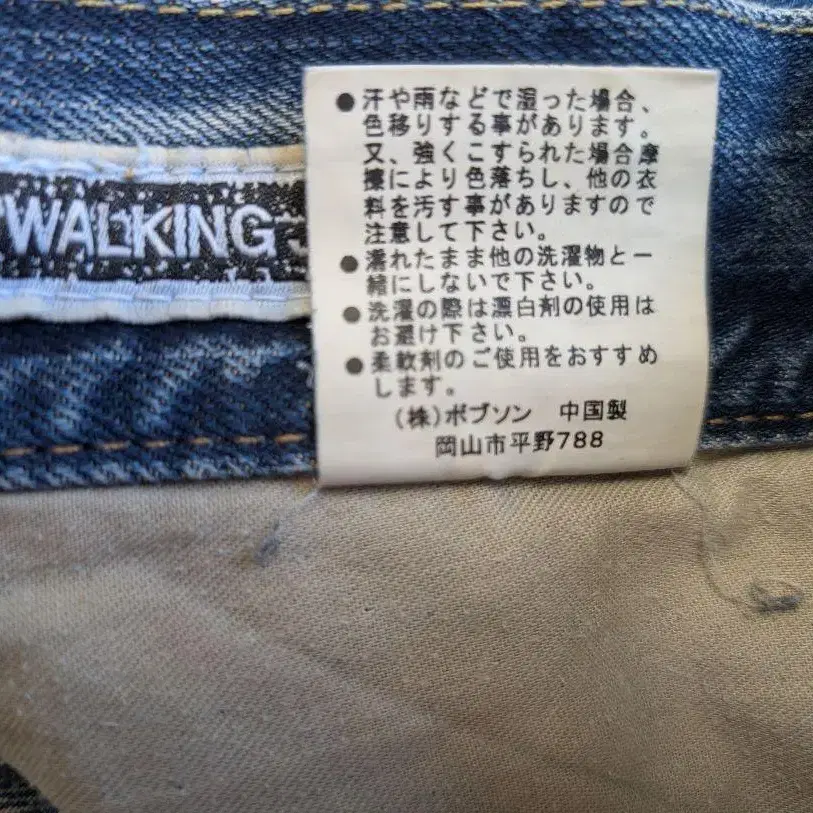 WALKING
●汗や雨などで湿った場合、
色移りする事があります。
又、強くこすられた場合摩
擦により色落ちし、他の衣
料を汚す事がありますので
注意して下さい。
●濡れたまま他の洗濯物と一
緒にしないで下さい。
●洗濯の際は漂白剤の使用は
お避け下さい。
●柔軟剤のご使用をおすすめ
します。
(株)ボブソン 中国製
岡山市平野788